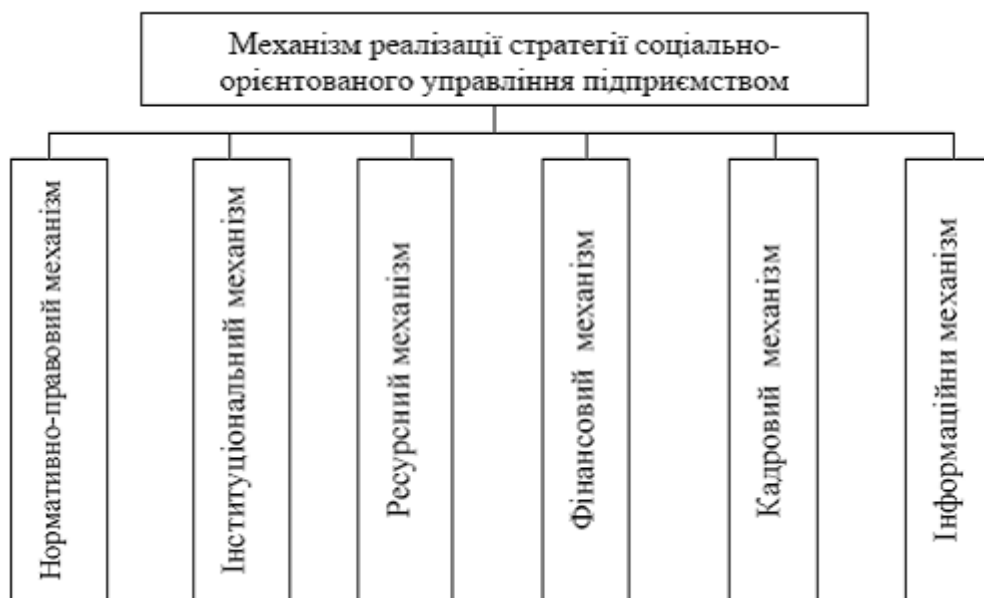 Механізм реалізації стратегії соціально-
орієнтованого управління підприємством
Нормативно-правовий механізм
Інституціональний механізм
Ресурсний механізм
Фінансовий механізм
Кадровий механізм
Інформаційни механізм